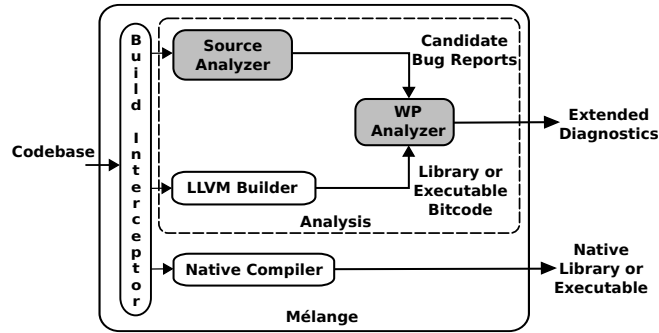 Codebase
Build Interceptor
Source
Analyzer
Candidate
Bug Reports
WP
Analyzer
Extended
Diagnostics
LLVM Builder
Library or
Executable
Bitcode
Analysis
Native Compiler
Native
Library or
Executable
Mélange